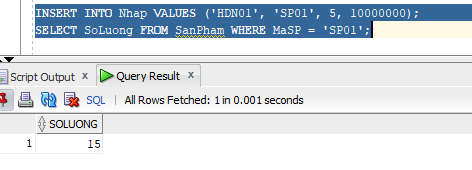 INSERT INTO Nhap VALUES ('HDN01', 'SP01', 5, 10000000);
SELECT SoLuong FROM SanPham WHERE MaSP = 'SP01';
Script Output x Query Result x
SQL | All Rows Fetched: 1 in 0.001 seconds
SOLUONG
1 15